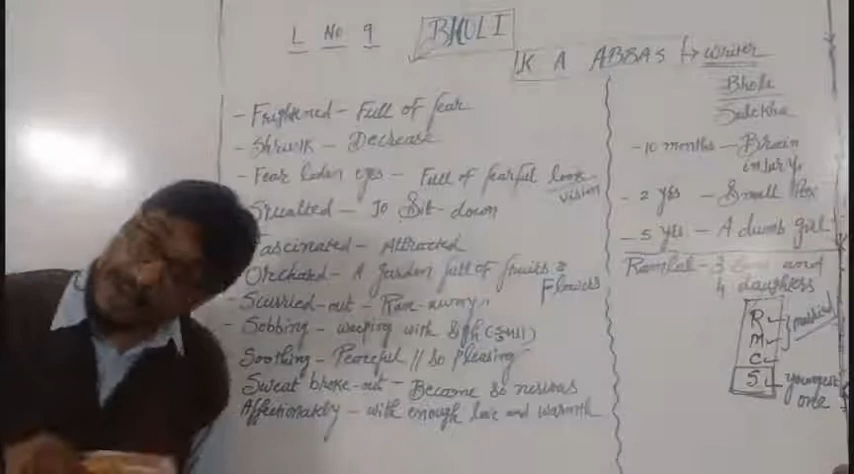 L No 9 BHOLI
K A ABBAS → writer
- Frightened - Full of fear
- Shrunk - Decrease
- Fear laden eyes - Full of fearful look
vision
Squatted - To Sit-down
Fascinated - Attracted
Orchard - A garden full of fruits &
Flowers
- Scurried-out - Ran-away
- Sobbing - weeping with sigh
Soothing - Peaceful // so pleasing
Sweat broke-out - Become so nervous
Affectionately - with enough love and warmth
Bholi
Sulekha
- 10 months - Brain
injury
- 2 yrs - Small Pox
- 5 yrs - A dumb girl
Ramlal - 3 sons and
4 daughters
R
M } married
C
S youngest
one